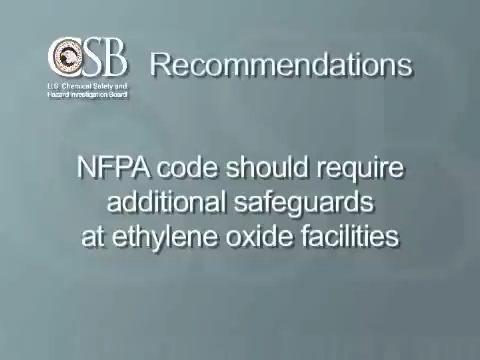 CSB
U.S. Chemical Safety and
Hazard Investigation Board
Recommendations
NFPA code should require
additional safeguards
at ethylene oxide facilities